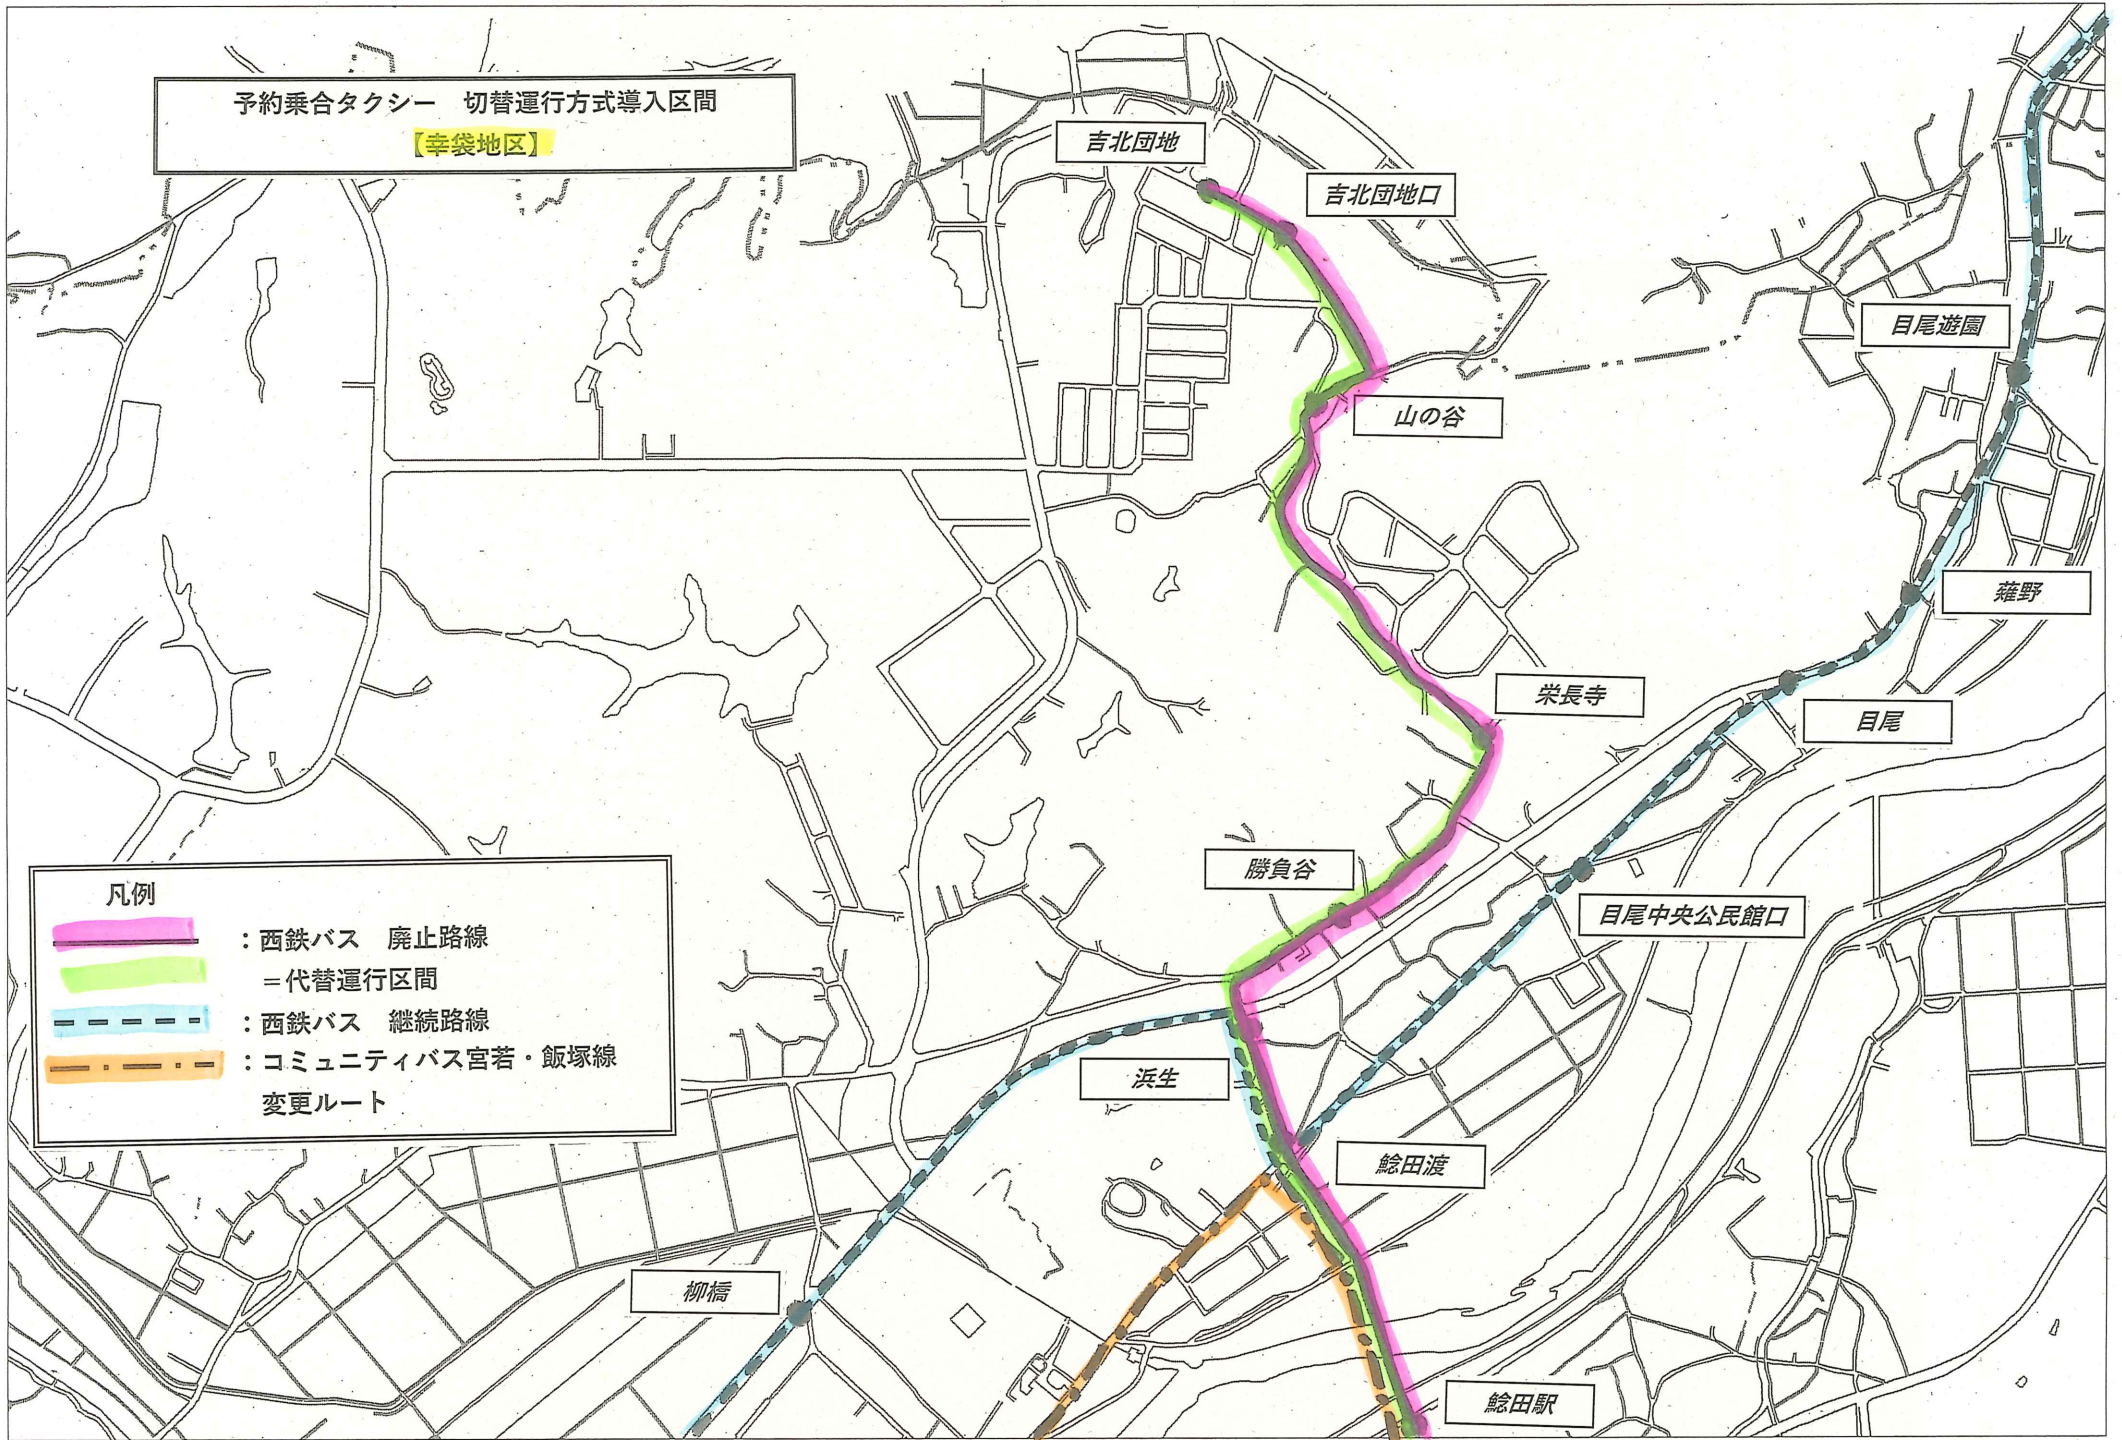 予約乗合タクシー　切替運行方式導入区間
【幸袋地区】
吉北団地
吉北団地口
目尾遊園
山の谷
薙野
栄長寺
目尾
勝負谷
目尾中央公民館口
浜生
鯰田渡
柳橋
鯰田駅
凡例
：西鉄バス　廃止路線
＝代替運行区間
：西鉄バス　継続路線
：コミュニティバス宮若・飯塚線
変更ルート